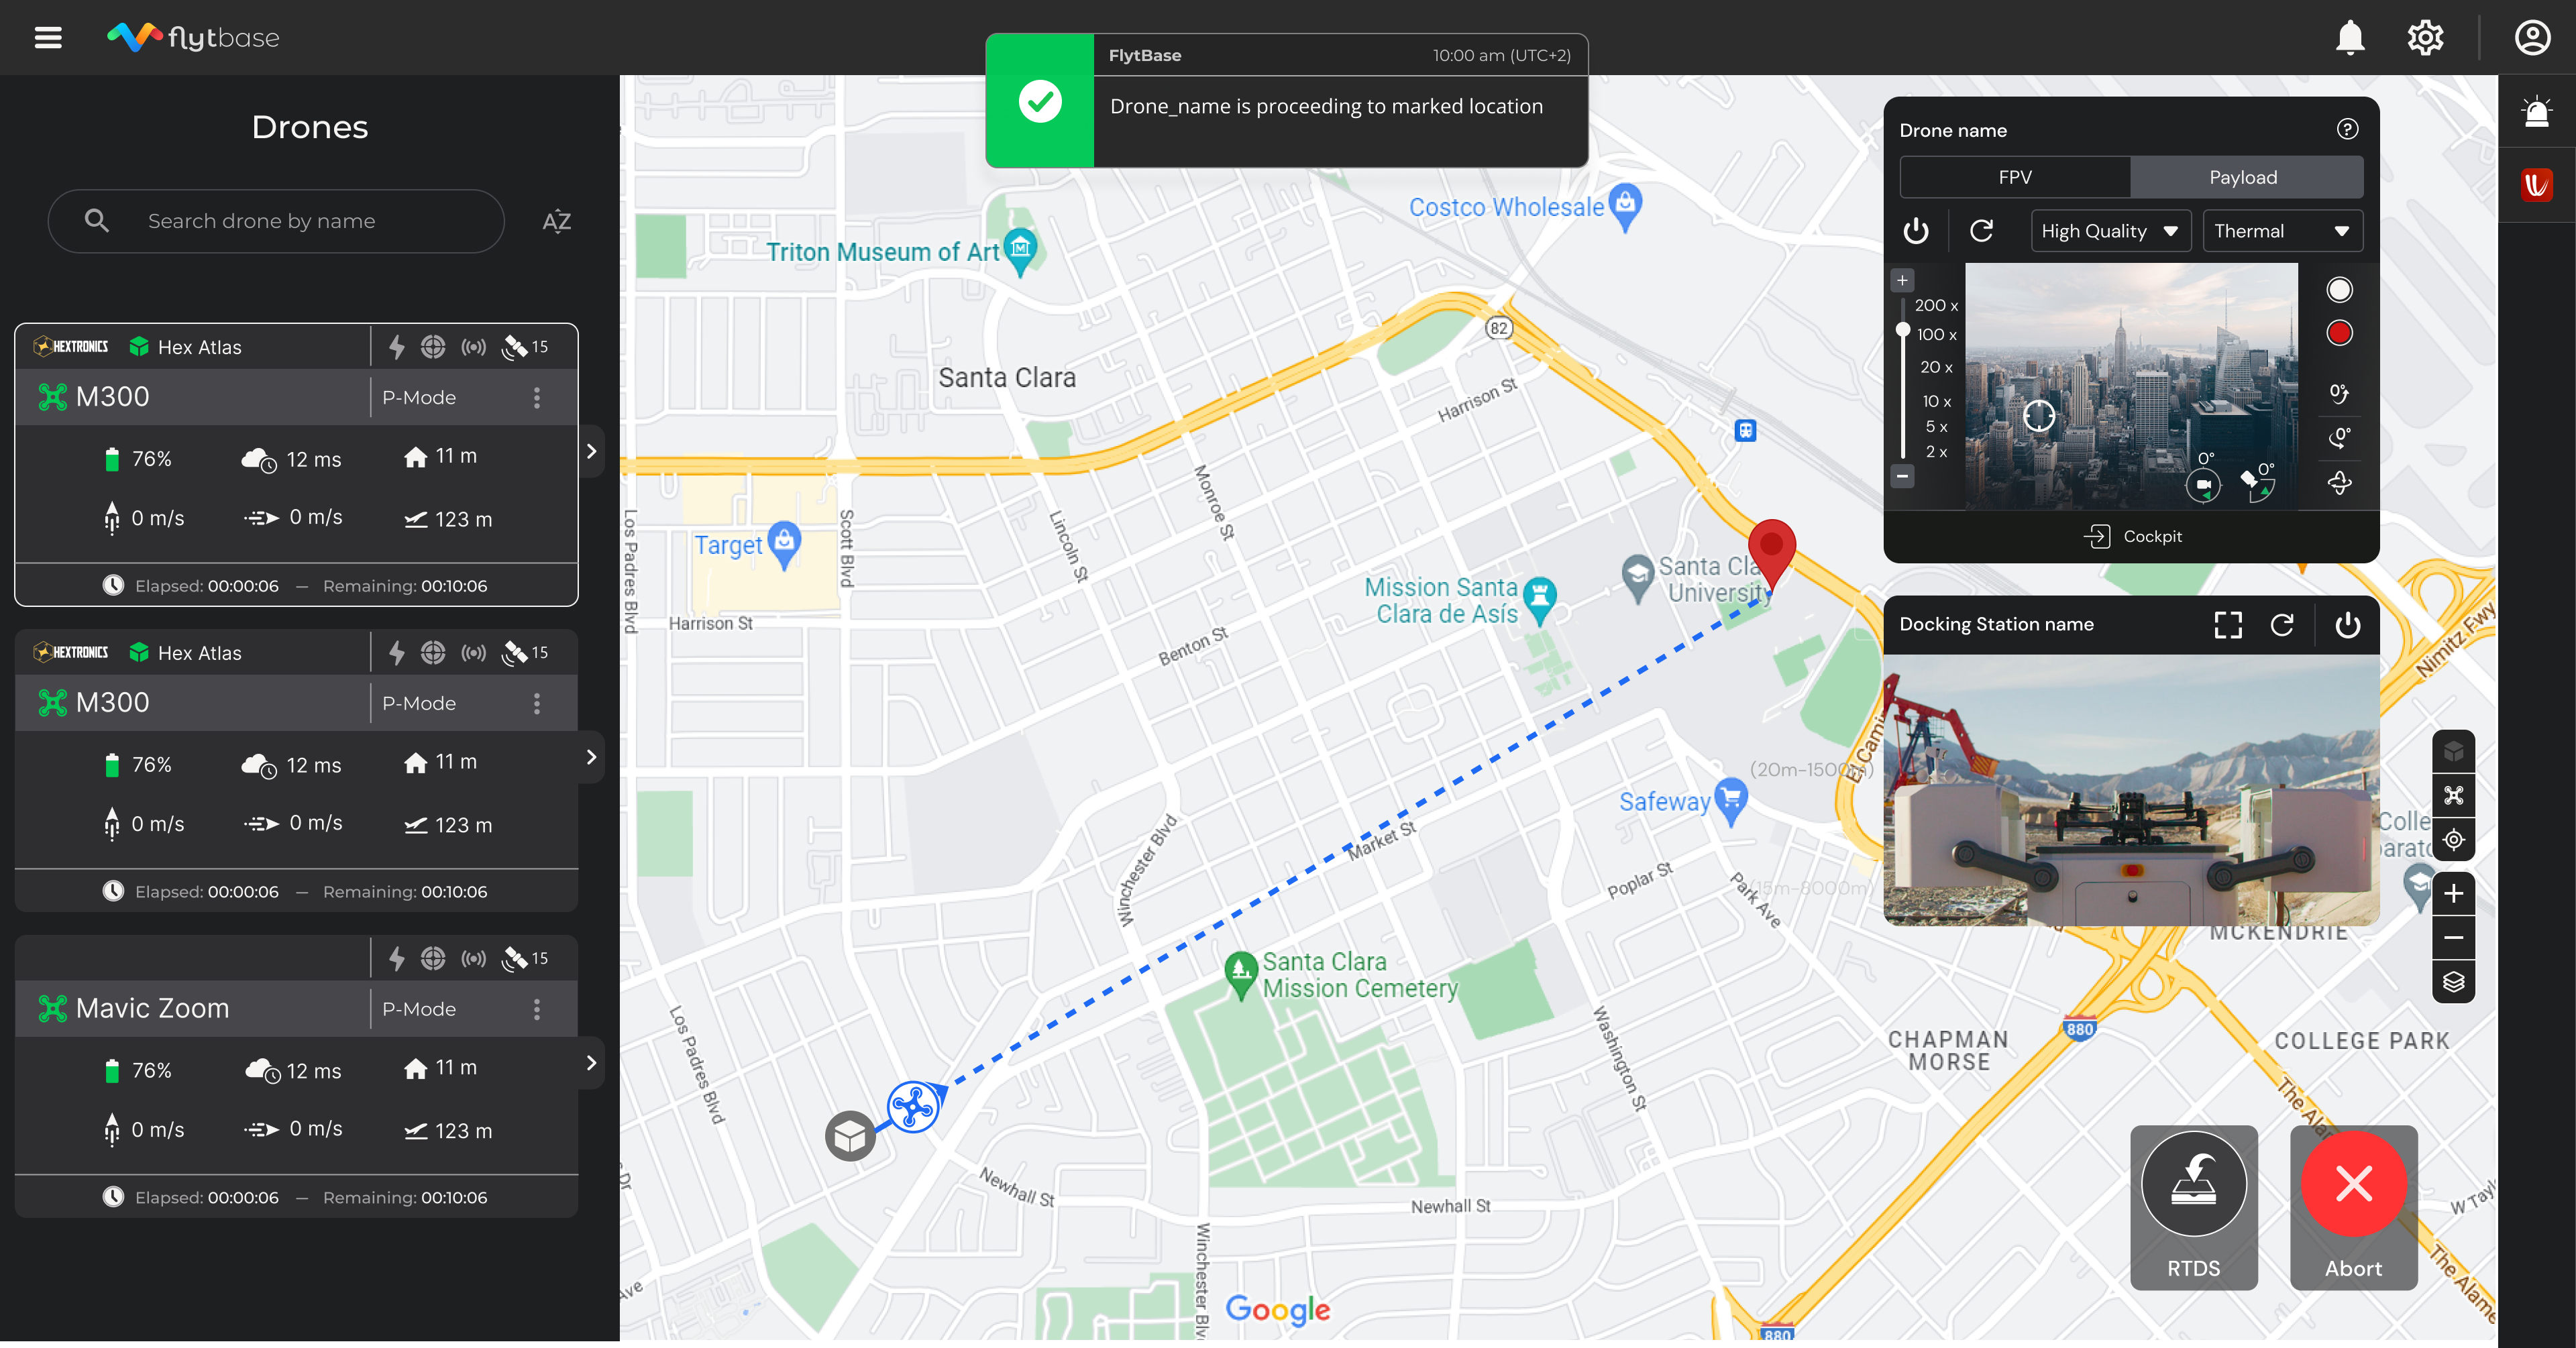 flytbase
FlytBase
10:00 am (UTC+2)
Drone_name is proceeding to marked location
Drones
Search drone by name
AZ
HEXTRONICS
Hex Atlas
15
M300
P-Mode
76%
12 ms
11 m
0 m/s
0 m/s
123 m
Elapsed: 00:00:06 – Remaining: 00:10:06
HEXTRONICS
Hex Atlas
15
M300
P-Mode
76%
12 ms
11 m
0 m/s
0 m/s
123 m
Elapsed: 00:00:06 – Remaining: 00:10:06
15
Mavic Zoom
P-Mode
76%
12 ms
11 m
0 m/s
0 m/s
123 m
Elapsed: 00:00:06 – Remaining: 00:10:06
Costco Wholesale
Triton Museum of Art
82
Santa Clara
Harrison St
Monroe St
Lincoln St
Los Padres Blvd
Scott Blvd
Target
Harrison St
Benton St
Mission Santa
Clara de Asís
Santa Cla
University
El Cami
(20m-1500m)
Safeway
Market St
Winchester Blvd
Poplar St
Park Ave
(15m-8000m)
Santa Clara
Mission Cemetery
Washington St
Los Padres Blvd
Newhall St
Newhall St
Winchester Blv
Dr
Ave
Google
880
880
CHAPMAN
MORSE
COLLEGE PARK
MCKENDRIE
The Ala
The Alame
W Tayl
Nimitz Fwy
Colle
parato
Drone name
?
FPV
Payload
High Quality
Thermal
+
200 x
100 x
20 x
10 x
5 x
2 x
−
0°
0°
0°
0°
Cockpit
Docking Station name
+
−
RTDS
Abort